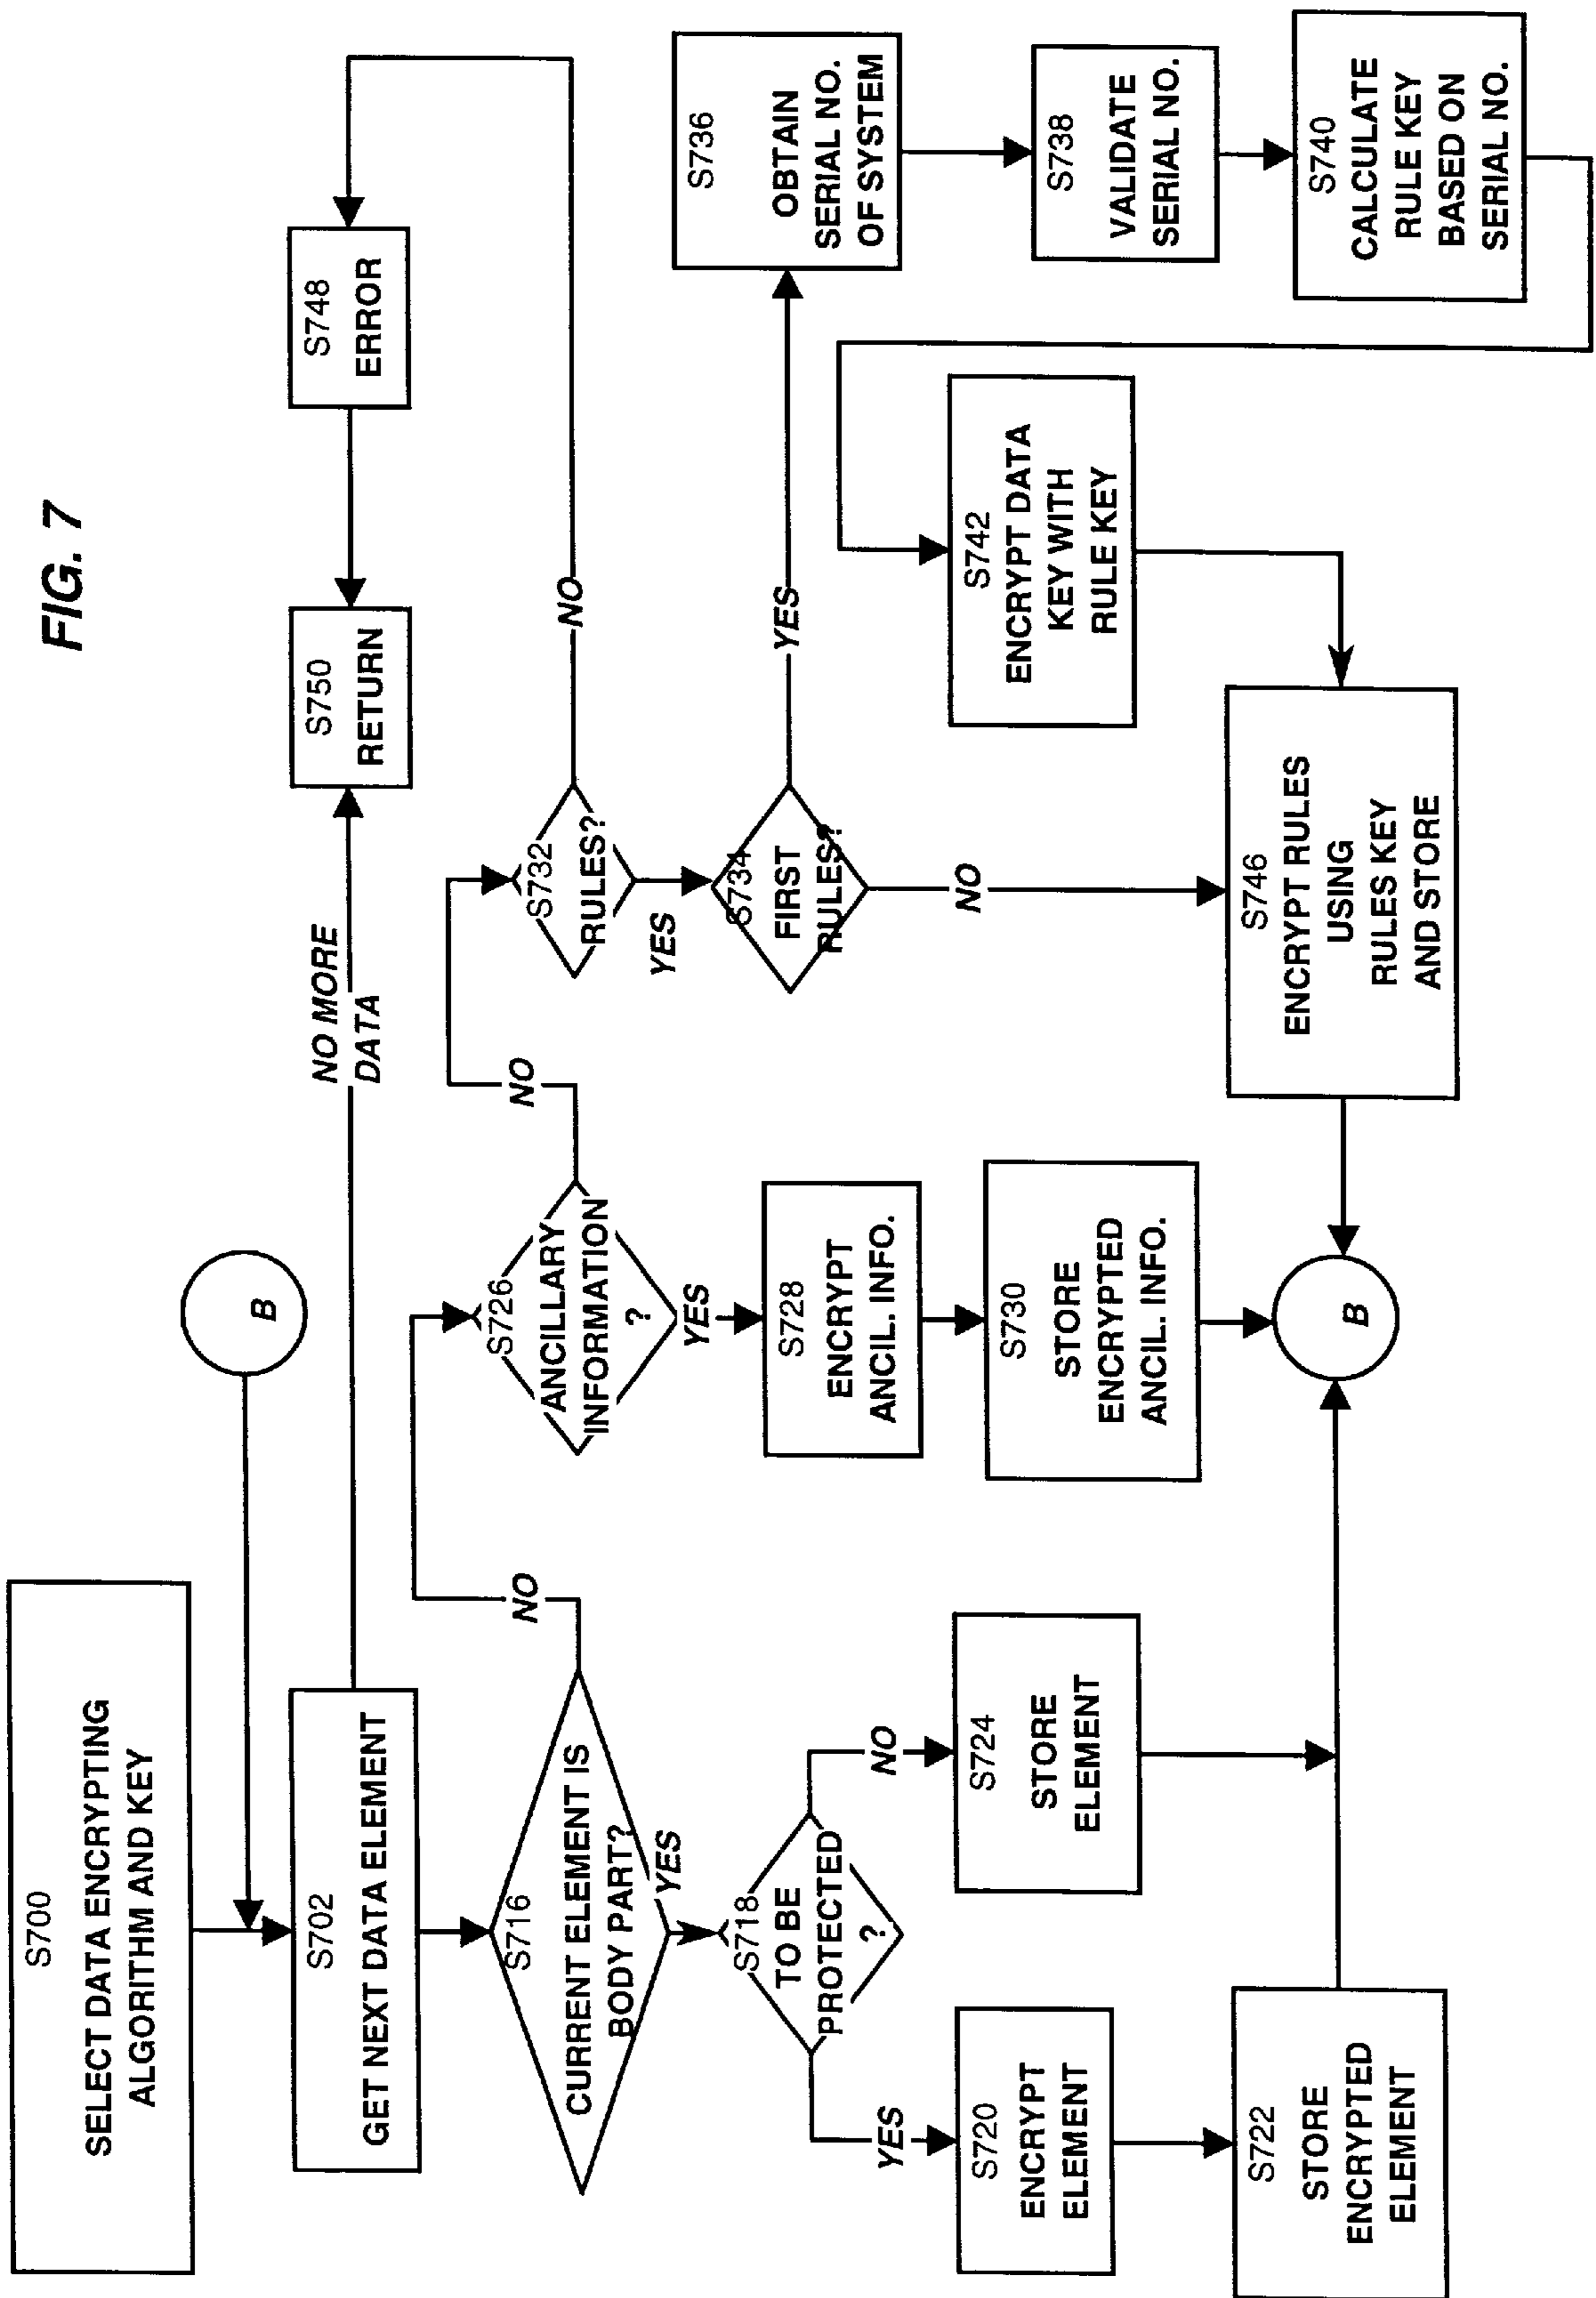 FIG. 7
S700
SELECT DATA ENCRYPTING
ALGORITHM AND KEY
B
S702
GET NEXT DATA ELEMENT
NO MORE
DATA
S750
RETURN
S748
ERROR
S716
CURRENT ELEMENT IS
BODY PART?
NO
YES
S726
ANCILLARY
INFORMATION
?
NO
YES
S732
RULES?
NO
YES
S718
TO BE
PROTECTED
?
YES
NO
S728
ENCRYPT
ANCIL. INFO.
S734
FIRST
RULES?
YES
NO
S736
OBTAIN
SERIAL NO.
OF SYSTEM
S720
ENCRYPT
ELEMENT
S724
STORE
ELEMENT
S730
STORE
ENCRYPTED
ANCIL. INFO.
S742
ENCRYPT DATA
KEY WITH
RULE KEY
S738
VALIDATE
SERIAL NO.
S722
STORE
ENCRYPTED
ELEMENT
B
S746
ENCRYPT RULES
USING
RULES KEY
AND STORE
S740
CALCULATE
RULE KEY
BASED ON
SERIAL NO.